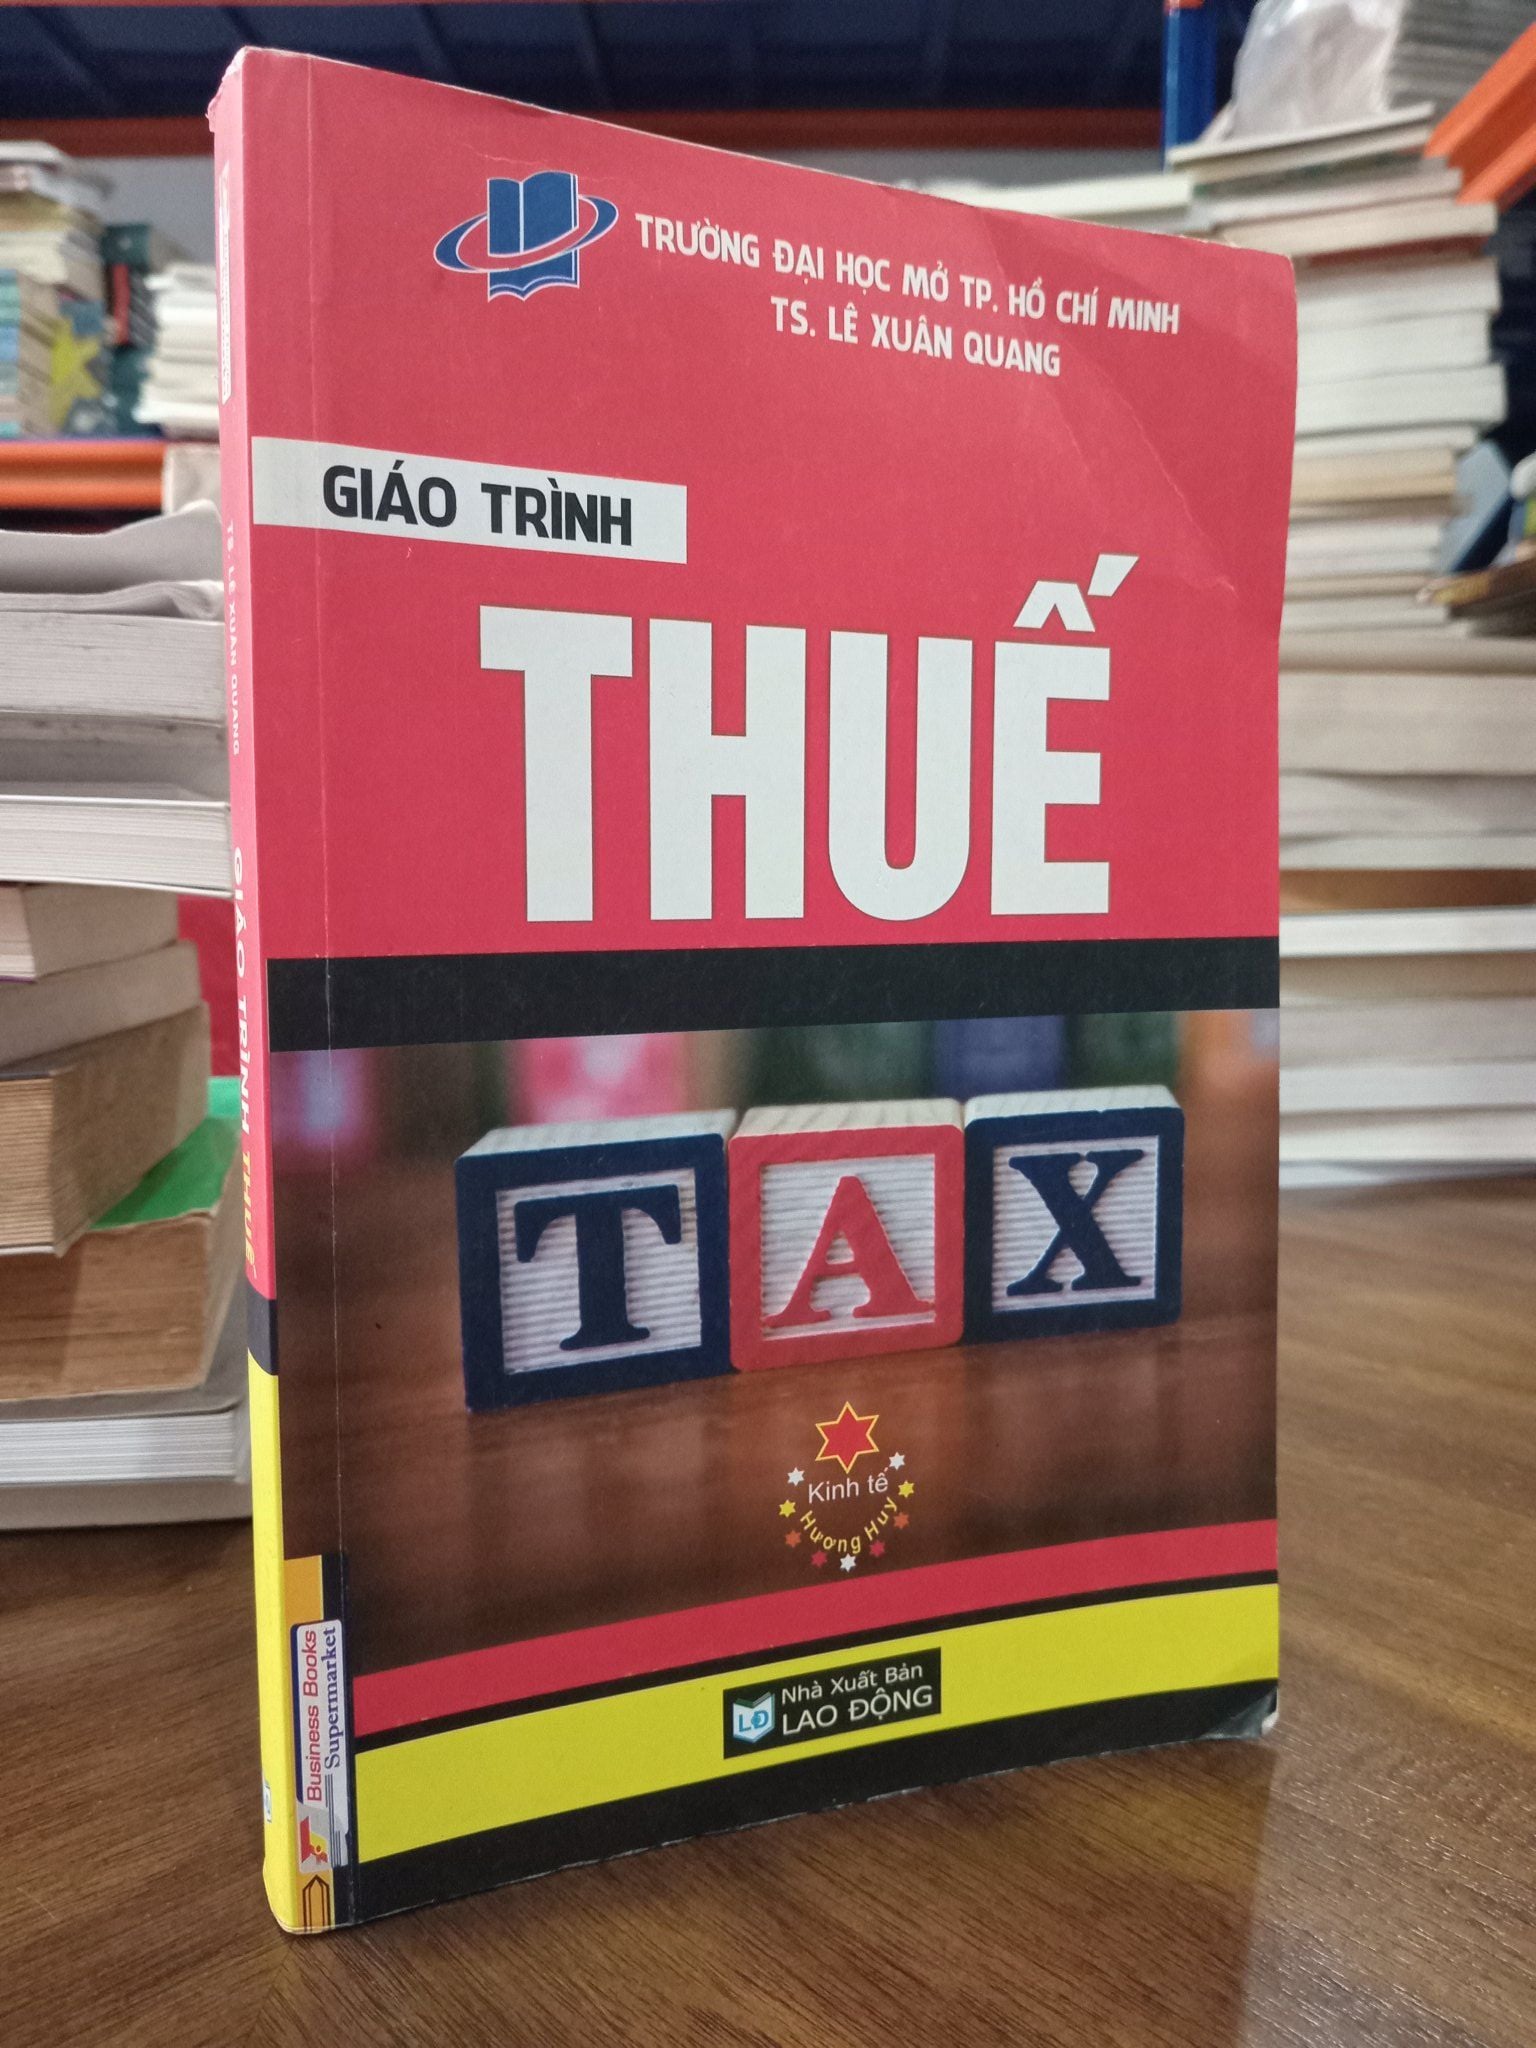 TRƯỜNG ĐẠI HỌC MỞ TP. HỒ CHÍ MINH
TS. LÊ XUÂN QUANG
GIÁO TRÌNH
THUẾ
T A X
Kinh tế
Hương Huy
Nhà Xuất Bản
LĐ LAO ĐỘNG
Business Books
Supermarket
TS. LÊ XUÂN QUANG
GIÁO TRÌNH THUẾ